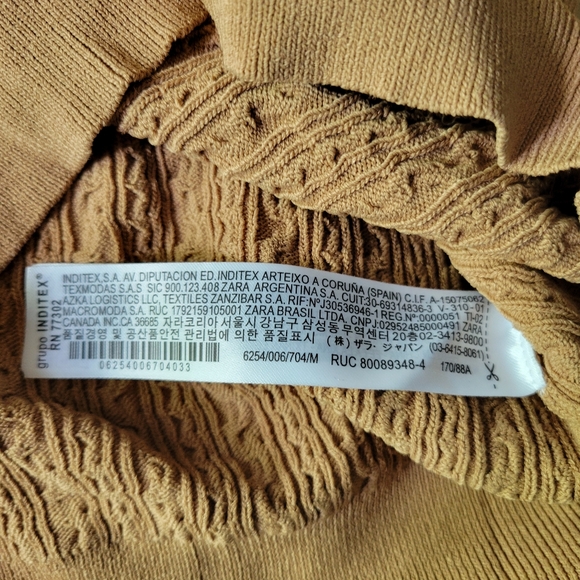 grupo INDITEX®
RN 77302
INDITEX,S.A. AV. DIPUTACION ED.INDITEX ARTEIXO A CORUÑA (SPAIN) C.I.F. A-15075062
TEXMODAS S.A.S SIC 900.123.408 ZARA ARGENTINA S.A. CUIT:30-69314836-3 V-310-01
AZKA LOGISTICS LLC, TEXTILES ZANZIBAR S.A. RIF:NºJ30536946-1 REG.Nº0000051 TIJ-
MACROMODA S.A. RUC 1792159105001 ZARA BRASIL LTDA, CNPJ:02952485000491 ZARA
CANADA INC.CA 36685 자라코리아 서울시강남구삼성동무역센터20층02-3413-9800
품질경영 및 공산품안전 관리법에 의한 품질표시 (株) ザラ・ジャパン (03-6415-8061)
06254006704033
6254/006/704/M
RUC 80089348-4
170/88A